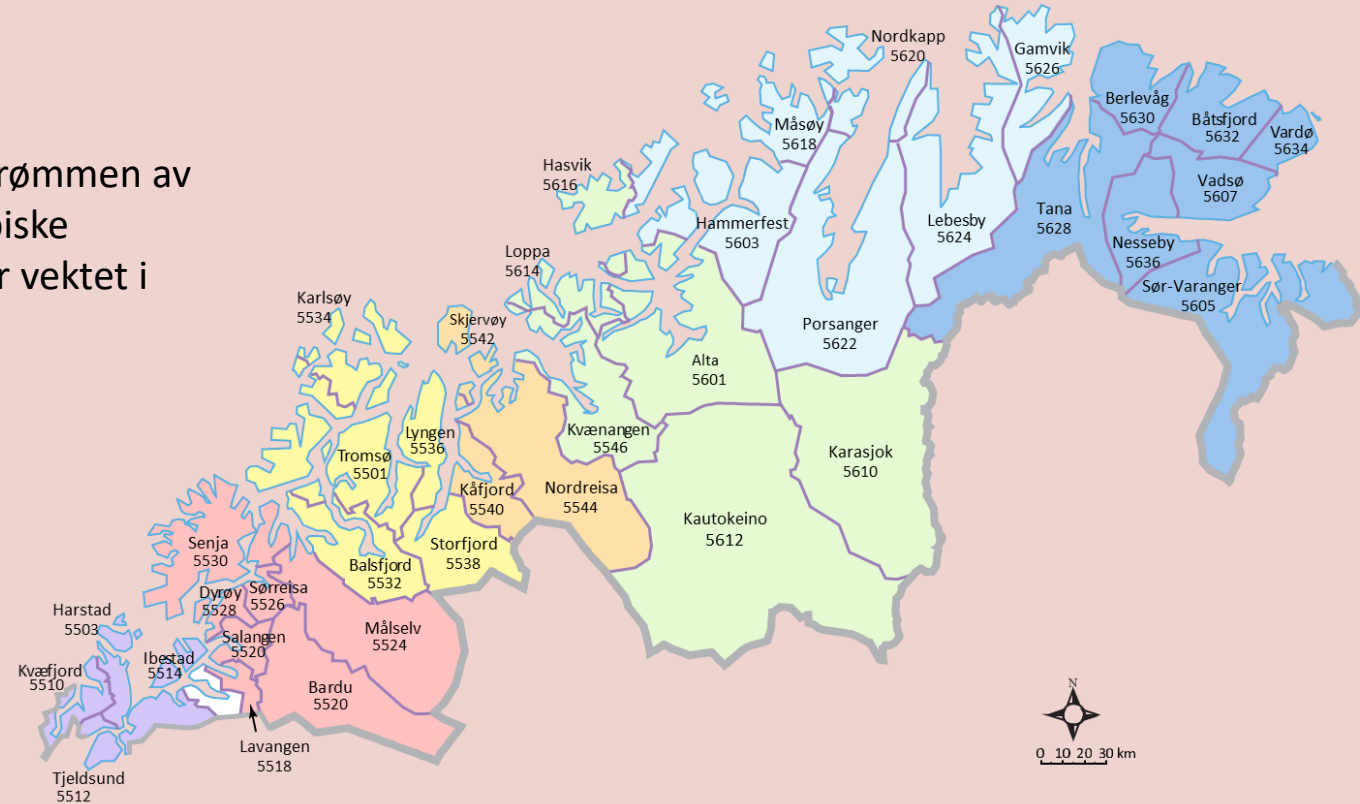 rømmen av
piske
r vektet i
Nordkapp
5620
Gamvik
5626
Berlevåg
5630
Båtsfjord
5632
Vardø
5634
Måsøy
5618
Hasvik
5616
Vadsø
5607
Tana
5628
Hammerfest
5603
Lebesby
5624
Nesseby
5636
Loppa
5614
Sør-Varanger
5605
Karlsøy
5534
Skjervøy
5542
Porsanger
5622
Alta
5601
Kvænangen
5546
Lyngen
5536
Tromsø
5501
Karasjok
5610
Kåfjord
5540
Nordreisa
5544
Kautokeino
5612
Senja
5530
Storfjord
5538
Balsfjord
5532
Dyrøy
5528
Sørreisa
5526
Harstad
5503
Målselv
5524
Salangen
5520
Ibestad
5514
Kvæfjord
5510
Bardu
5520
Lavangen
5518
Tjeldsund
5512
N
0 10 20 30 km